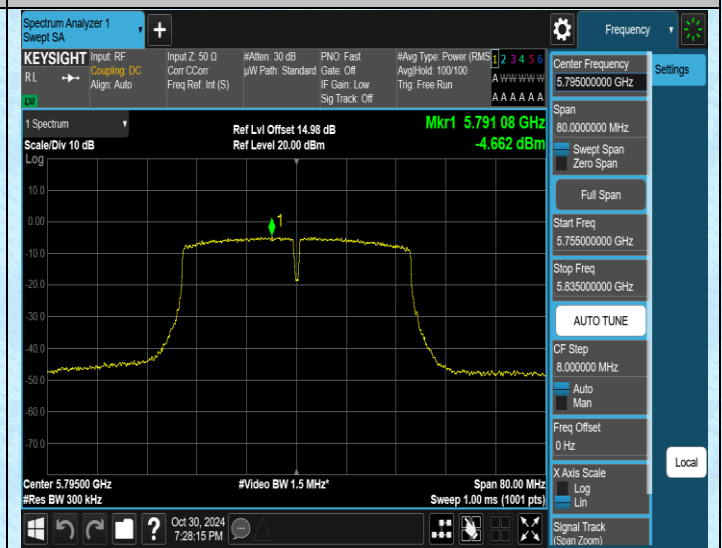 Spectrum Analyzer 1
Swept SA
Frequency
KEYSIGHT
R L
LNI
Input: RF
Coupling: DC
Align: Auto
Input Z: 50 Ω
Corr CCorr
Freq Ref: Int (S)
#Atten: 30 dB
µW Path: Standard
PNO: Fast
Gate: Off
IF Gain: Low
Sig Track: Off
#Avg Type: Power (RMS
Avg|Hold: 100/100
Trig: Free Run
1 2 3 4 5 6
A W W W W W
A A A A A A
Center Frequency
5.795000000 GHz
Settings
1 Spectrum
Scale/Div 10 dB
Ref Lvl Offset 14.98 dB
Ref Level 20.00 dBm
Mkr1 5.791 08 GHz
-4.662 dBm
Log
10.0
0.00
-10.0
-20.0
-30.0
-40.0
-50.0
-60.0
-70.0
1
Center 5.79500 GHz
#Res BW 300 kHz
#Video BW 1.5 MHz*
Span 80.00 MHz
Sweep 1.00 ms (1001 pts)
Span
80.0000000 MHz
Swept Span
Zero Span
Full Span
Start Freq
5.755000000 GHz
Stop Freq
5.835000000 GHz
AUTO TUNE
CF Step
8.000000 MHz
Auto
Man
Freq Offset
0 Hz
X Axis Scale
Log
Lin
Signal Track
(Span Zoom)
Local
?
Oct 30, 2024
7:28:15 PM